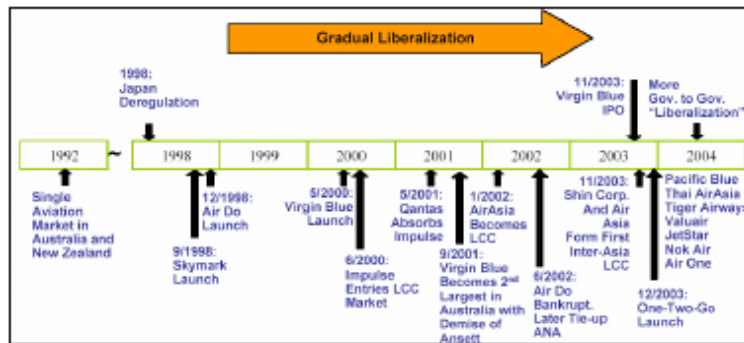 Gradual Liberalization
1998:
Japan
Deregulation
11/2003:
Virgin Blue
IPO
More
Gov. to Gov.
"Liberalization"
1992
~
1998
1999
2000
2001
2002
2003
2004
Single
Aviation
Market in
Australia and
New Zealand
9/1998:
Skymark
Launch
12/1998:
Air Do
Launch
5/2000:
Virgin Blue
Launch
6/2000:
Impulse
Entries LCC
Market
5/2001:
Qantas
Absorbs
Impulse
9/2001:
Virgin Blue
Becomes 2nd
Largest in
Australia with
Demise of
Ansett
1/2002:
AirAsia
Becomes
LCC
6/2002:
Air Do
Bankrupt.
Later Tie-up
ANA
11/2003:
Shin Corp.
And Air
Asia
Form First
Inter-Asia
LCC
12/2003:
One-Two-Go
Launch
Pacific Blue
Thai AirAsia
Tiger Airways
Valuair
JetStar
Nok Air
Air One